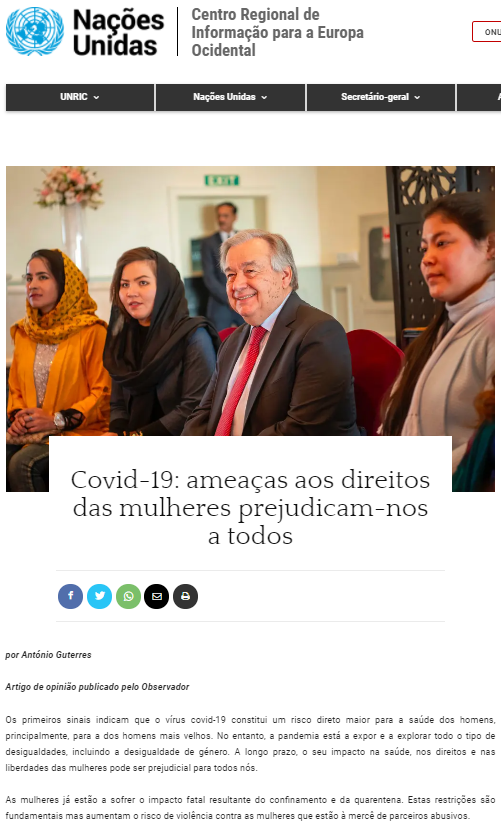 Nações
Unidas
Centro Regional de
Informação para a Europa
Ocidental
ONU
UNRIC
Nações Unidas
Secretário-geral
EXIT
Covid-19: ameaças aos direitos
das mulheres prejudicam-nos
a todos
por António Guterres
Artigo de opinião publicado pelo Observador
Os primeiros sinais indicam que o vírus covid-19 constitui um risco direto maior para a saúde dos homens,
principalmente, para a dos homens mais velhos. No entanto, a pandemia está a expor e a explorar todo o tipo de
desigualdades, incluindo a desigualdade de género. A longo prazo, o seu impacto na saúde, nos direitos e nas
liberdades das mulheres pode ser prejudicial para todos nós.
As mulheres já estão a sofrer o impacto fatal resultante do confinamento e da quarentena. Estas restrições são
fundamentais mas aumentam o risco de violência contra as mulheres que estão à mercê de parceiros abusivos.